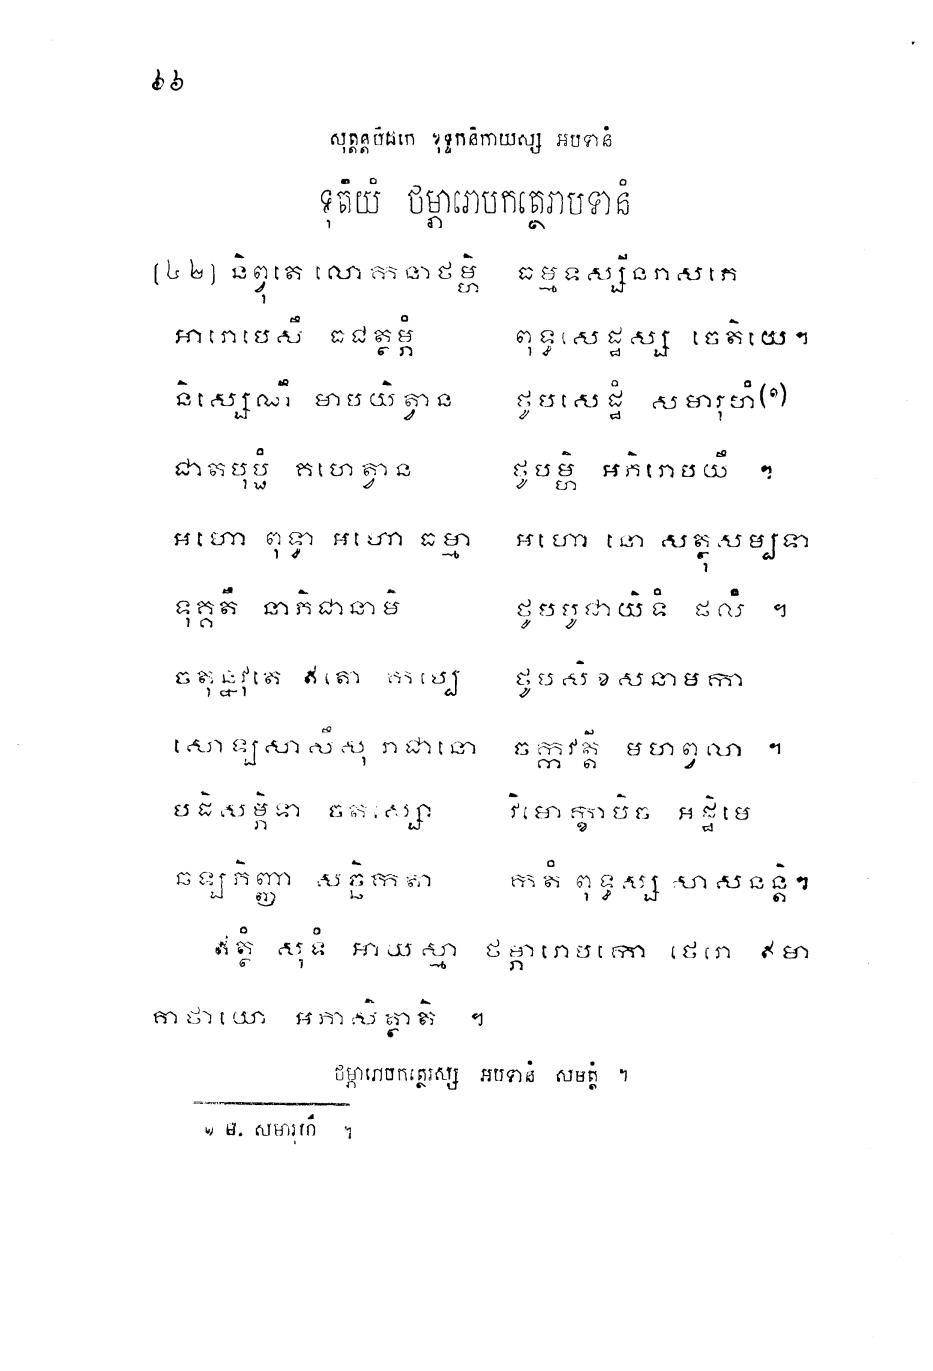 ៦៦
សុត្តន្តបិដកេ ខុទ្ទកនិកាយស្ស អបទានំ
ទុតិយំ ថម្ភារោបកត្ថេរាបទានំ
(៤២) និព្វុតេ លោកនាថម្ហិ ធម្មទស្សីនរាសភេ
អារោបេសឹ ធជត្ថម្ភំ ពុទ្ធសេដ្ឋស្ស ចេតិយេ។
និស្សេណឹ មាបយិត្វាន ថូបសេដ្ឋំ សមារុហំ(១)
ជាតបុប្ផំ គហេត្វាន ថូបម្ហិ អភិរោបយឹ ។
អហោ ពុទ្ធា អហោ ធម្មា អហោ នោ សត្ថុសម្បទា
ទុគ្គតឹ នាភិជានាមិ ថូបបូជាយិទំ ផលំ ។
ចតុន្នវុតេ ឥតោ កប្បេ ថូបសិខសនាមកា
សោឡសាសឹសុ រាជានោ ចក្កវត្តី មហព្វលា ។
បដិសម្ភិទា ចតស្សោ វិមោក្ខាបិច អដ្ឋិមេ
ឆឡភិញ្ញា សច្ឆិកតា កតំ ពុទ្ធស្ស សាសនន្តិ។
ឥត្ថំ សុទំ អាយស្មា ថម្ភារោបកោ ថេរោ ឥមា
គាថាយោ អភាសិត្ថាតិ ។
ថម្ភារោបកត្ថេរស្ស អបទានំ សមត្តំ ។
១ ម. សមារុហឹ ។